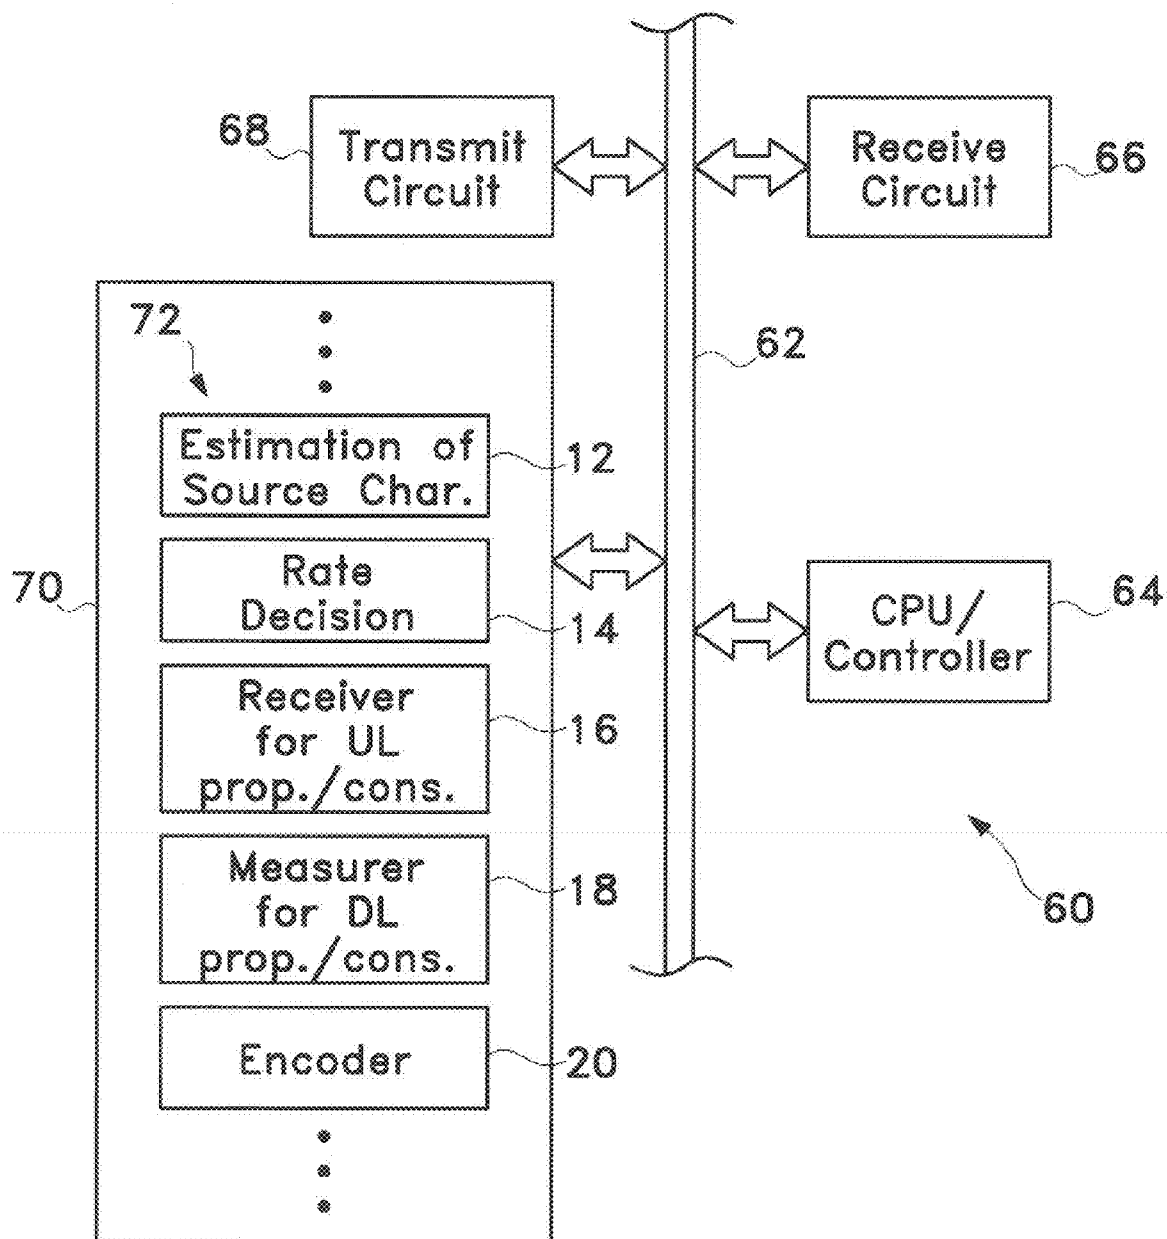 68
Transmit
Circuit
Receive
Circuit
66
72
62
Estimation of
Source Char.
12
70
Rate
Decision
14
CPU/
Controller
64
Receiver
for UL
prop./cons.
16
Measurer
for DL
prop./cons.
18
60
Encoder
20